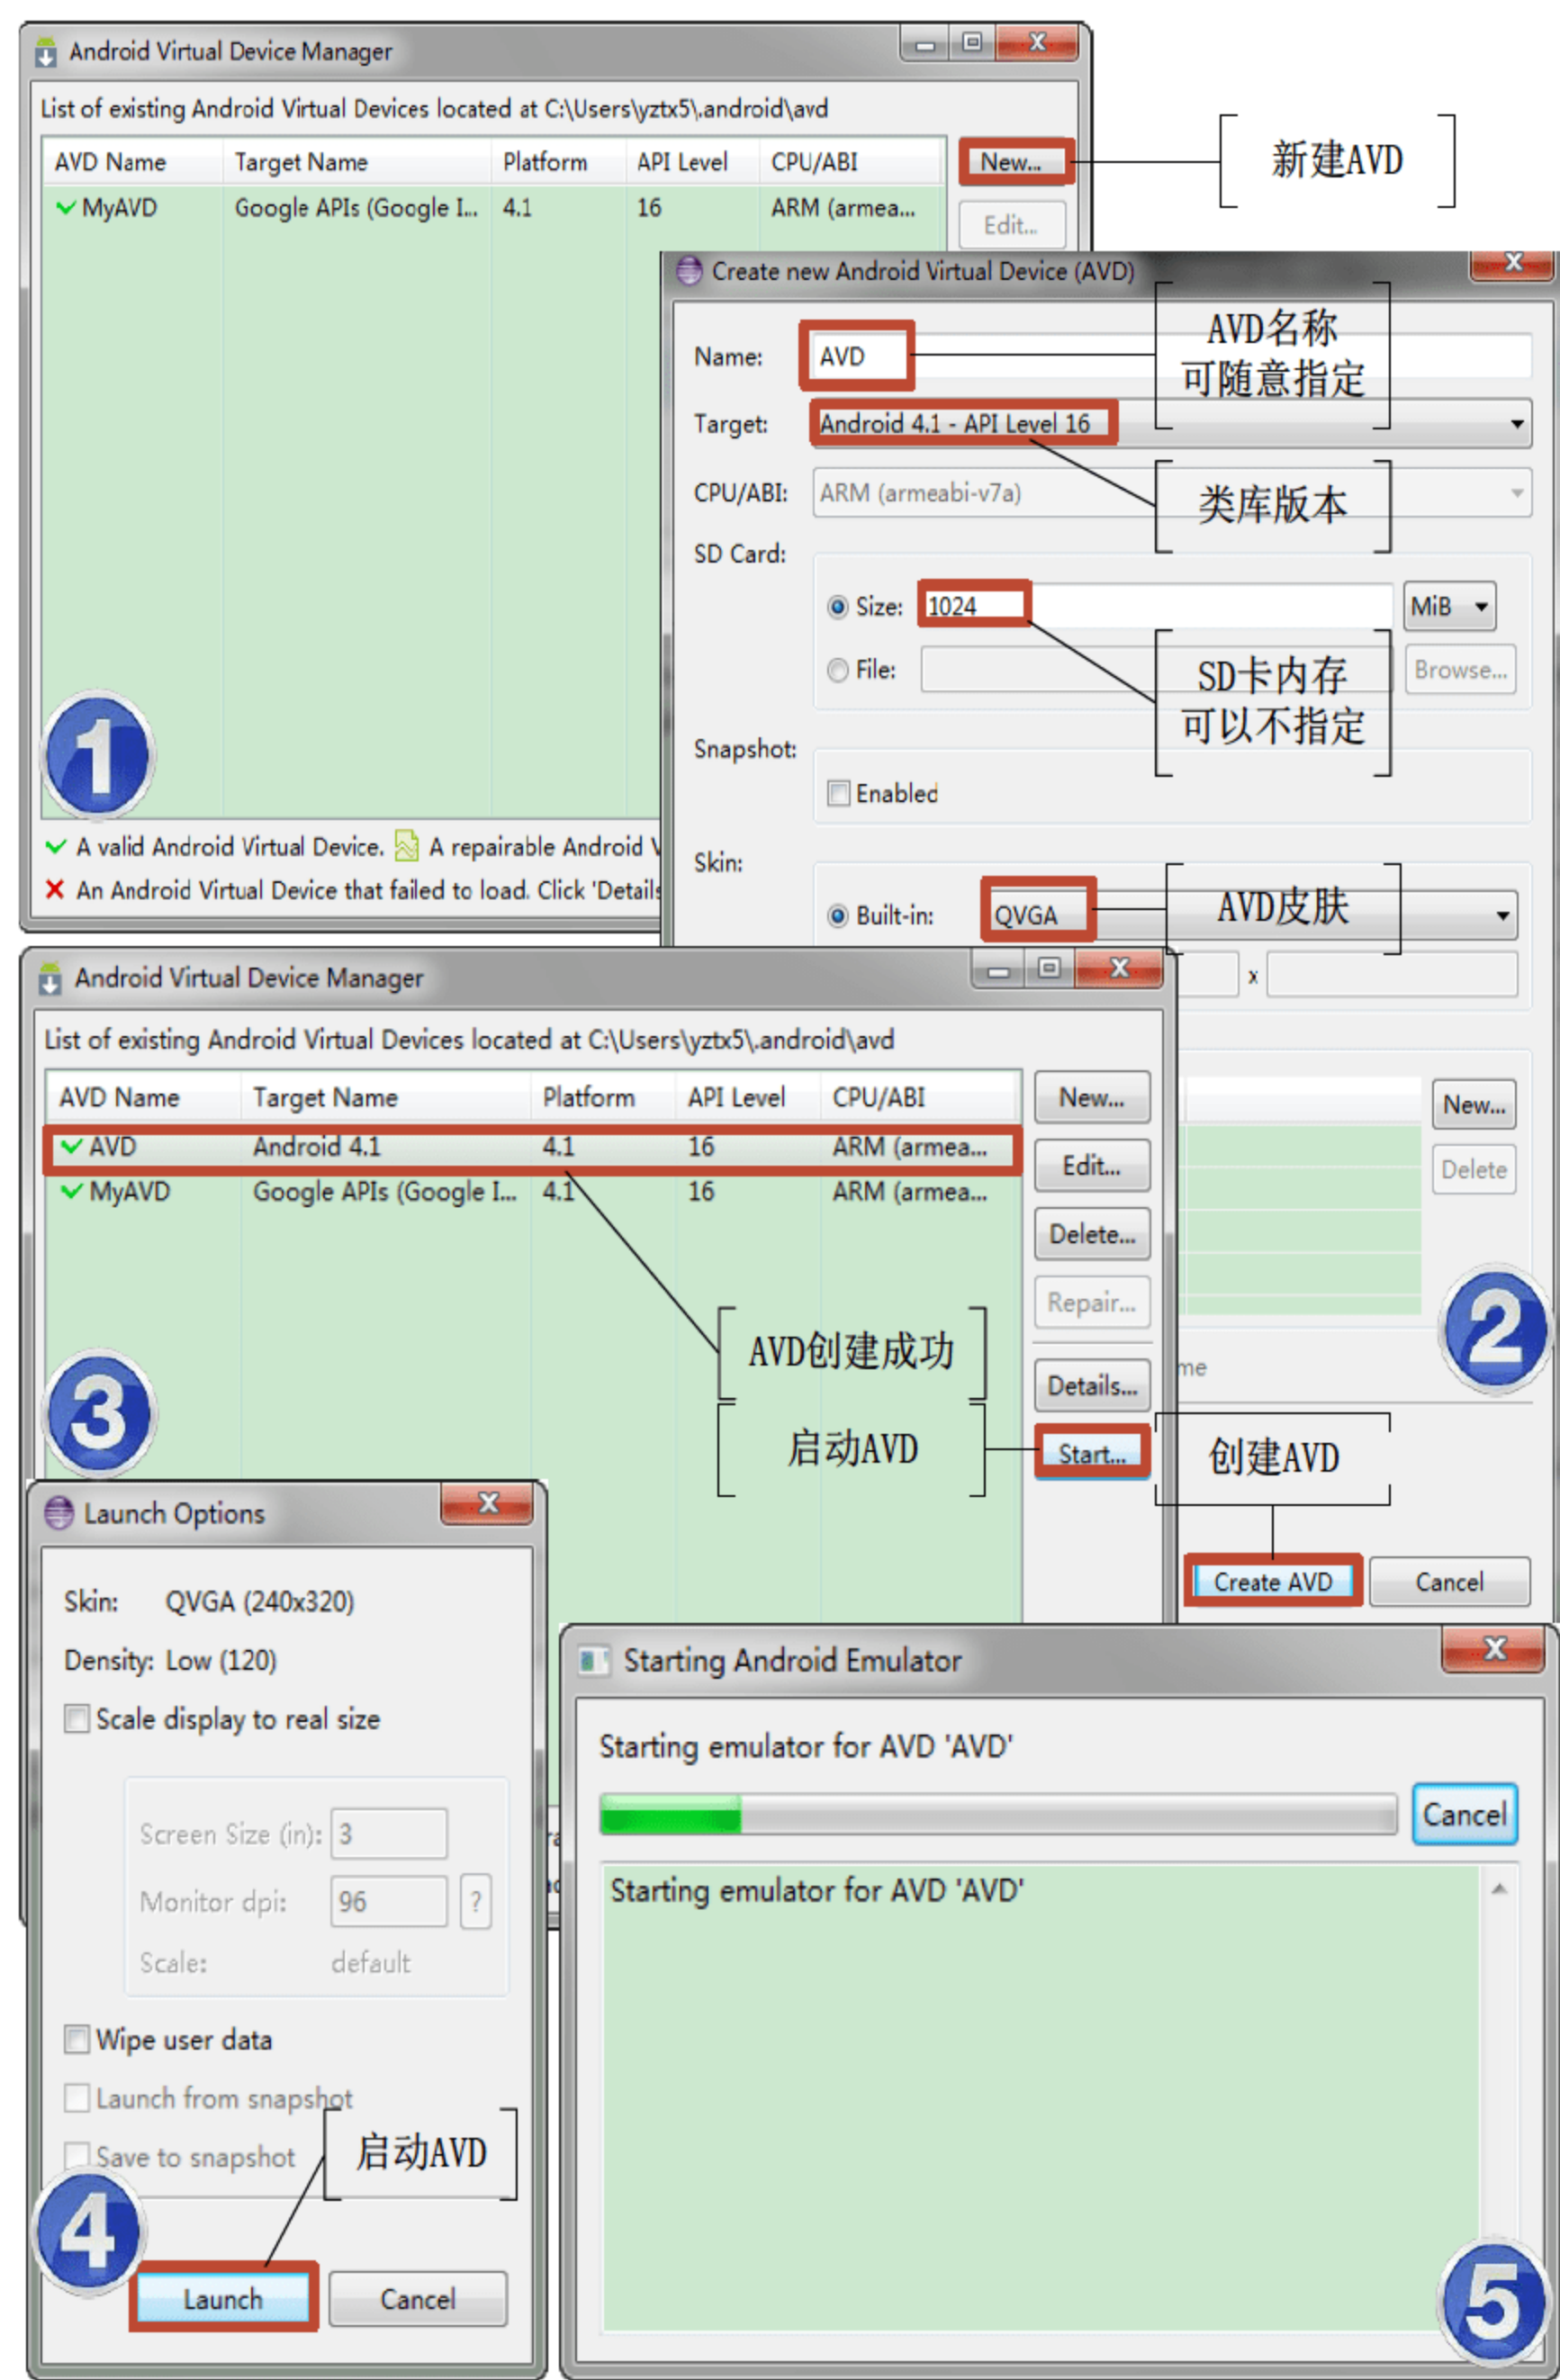 Android Virtual Device Manager
List of existing Android Virtual Devices located at C:\Users\yztx5\.android\avd
AVD Name Target Name Platform API Level CPU/ABI
New...
新建AVD
MyAVD Google APIs (Google I... 4.1 16 ARM (armea...
Edit...
A valid Android Virtual Device. A repairable Android V
An Android Virtual Device that failed to load. Click 'Details
1
Create new Android Virtual Device (AVD)
Name: AVD
AVD名称
可随意指定
Target: Android 4.1 - API Level 16
CPU/ABI: ARM (armeabi-v7a)
类库版本
SD Card:
Size: 1024 MiB
File: Browse...
SD卡内存
可以不指定
Snapshot:
Enabled
Skin:
Built-in: QVGA
AVD皮肤
x
New...
Delete
2
me
创建AVD
Create AVD Cancel
Android Virtual Device Manager
List of existing Android Virtual Devices located at C:\Users\yztx5\.android\avd
AVD Name Target Name Platform API Level CPU/ABI
AVD Android 4.1 4.1 16 ARM (armea...
MyAVD Google APIs (Google I... 4.1 16 ARM (armea...
New...
Edit...
Delete...
Repair...
Details...
Start...
AVD创建成功
启动AVD
3
Launch Options
Skin: QVGA (240x320)
Density: Low (120)
Scale display to real size
Screen Size (in): 3
Monitor dpi: 96 ?
Scale: default
Wipe user data
Launch from snapshot
Save to snapshot
启动AVD
4
Launch Cancel
Starting Android Emulator
Starting emulator for AVD 'AVD'
Cancel
Starting emulator for AVD 'AVD'
5